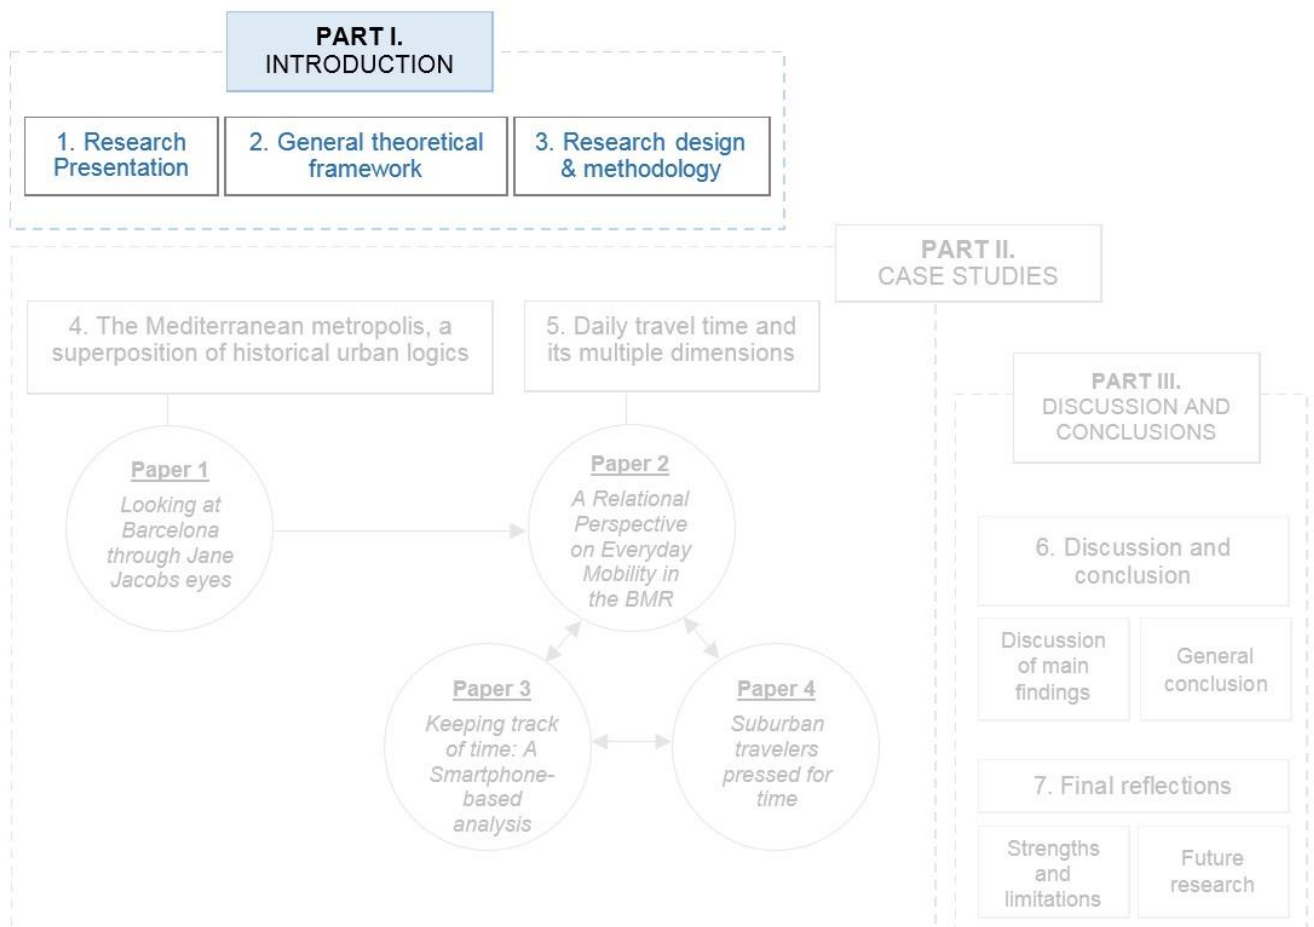 PART I.
INTRODUCTION
1. Research
Presentation
2. General theoretical
framework
3. Research design
& methodology
PART II.
CASE STUDIES
4. The Mediterranean metropolis, a
superposition of historical urban logics
5. Daily travel time and
its multiple dimensions
Paper 1
Looking at
Barcelona
through Jane
Jacobs eyes
Paper 2
A Relational
Perspective
on Everyday
Mobility in
the BMR
Paper 3
Keeping track
of time: A
Smartphone-
based
analysis
Paper 4
Suburban
travelers
pressed for
time
PART III.
DISCUSSION AND
CONCLUSIONS
6. Discussion and
conclusion
Discussion
of main
findings
General
conclusion
7. Final reflections
Strengths
and
limitations
Future
research